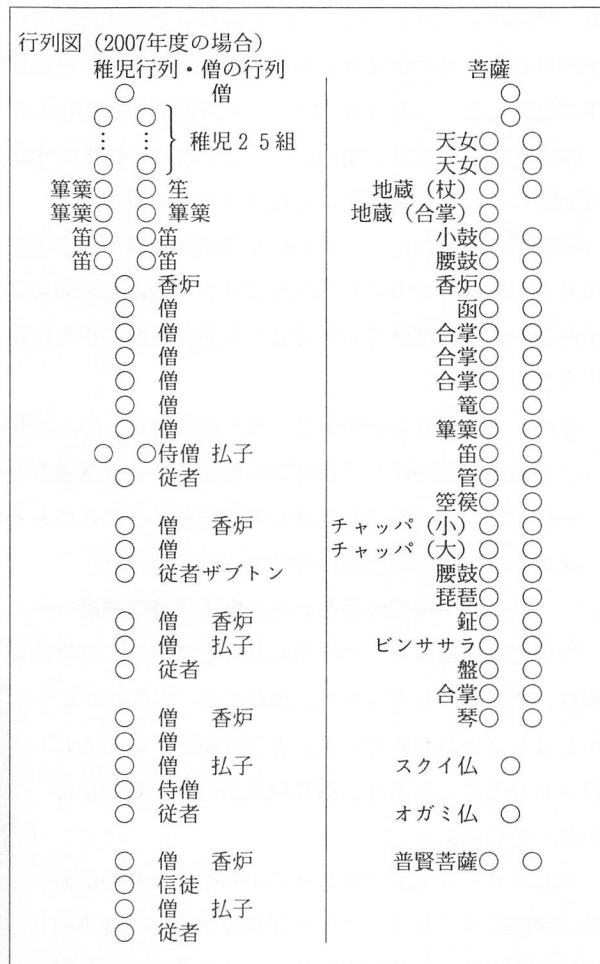 行列図（2007年度の場合）
稚児行列・僧の行列
○ 僧
○
⋮ ⋮ } 稚児25組
○ ○
篳篥○ ○ 笙
篳篥○ ○ 篳篥
笛○ ○笛
笛○ ○笛
○ 香炉
○ 僧
○ 僧
○ 僧
○ 僧
○ 僧
○ 僧
○ ○侍僧 払子
○ 従者
○ 僧 香炉
○ 僧
○ 従者ザブトン
○ 僧 香炉
○ 僧 払子
○ 従者
○ 僧 香炉
○ 僧
○ 僧 払子
○ 侍僧
○ 従者
○ 僧 香炉
○ 信徒
○ 僧 払子
○ 従者
菩薩
○
○
天女○ ○
天女○ ○
地蔵（杖）○ ○
地蔵（合掌）○
小鼓○ ○
腰鼓○ ○
香炉○ ○
函○ ○
合掌○ ○
合掌○ ○
合掌○ ○
篭○ ○
篳篥○ ○
笛○ ○
管○ ○
箜篌○ ○
チャッパ（小）○ ○
チャッパ（大）○ ○
腰鼓○ ○
琵琶○ ○
鉦○ ○
ビンササラ○ ○
盤○ ○
合掌○ ○
琴○ ○
スクイ仏 ○
オガミ仏 ○
普賢菩薩○ ○